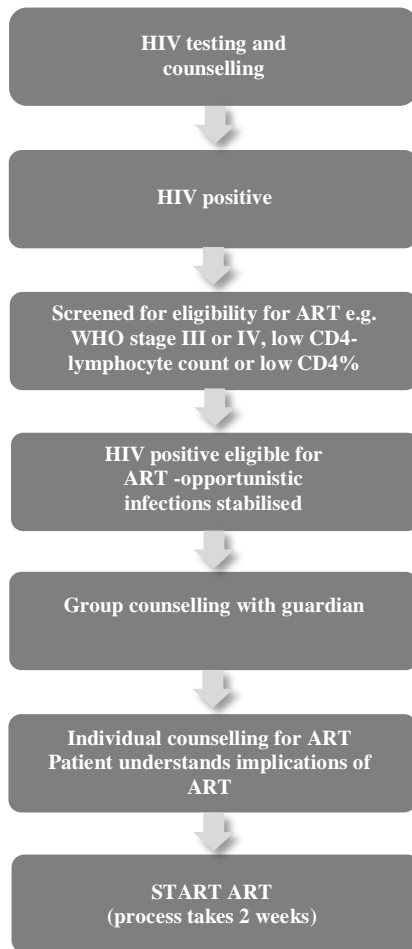 HIV testing and
counselling
HIV positive
Screened for eligibility for ART e.g.
WHO stage III or IV, low CD4-
lymphocyte count or low CD4%
HIV positive eligible for
ART -opportunistic
infections stabilised
Group counselling with guardian
Individual counselling for ART
Patient understands implications of
ART
START ART
(process takes 2 weeks)